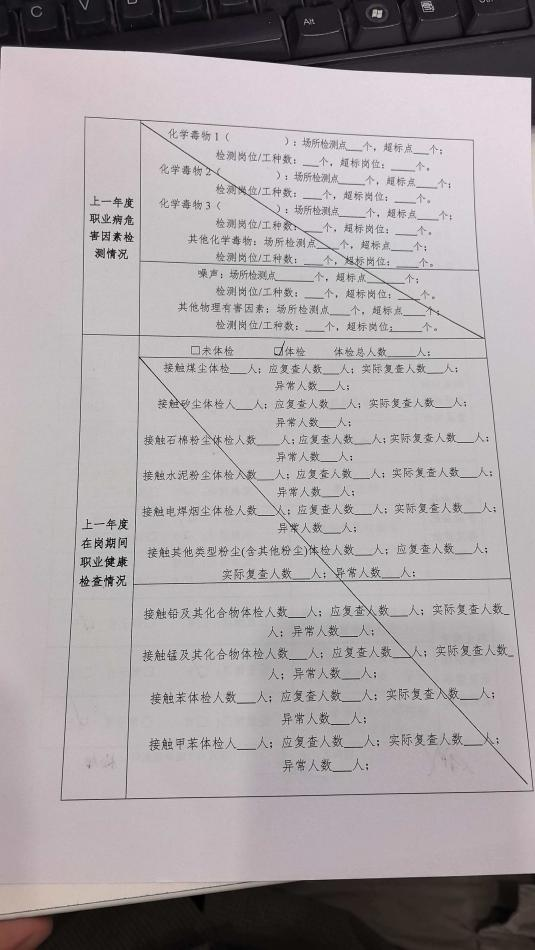 C
V
B
Alt
Ctrl
上一年度
职业病危
害因素检
测情况
化学毒物1（　　　　）：场所检测点___个，超标点___个；
检测岗位/工种数：___个，超标岗位：____个。
化学毒物2（　　　　）：场所检测点____个，超标点___个；
检测岗位/工种数：___个，超标岗位：____个。
化学毒物3（　　　　）：场所检测点____个，超标点___个；
检测岗位/工种数：___个，超标岗位：____个。
其他化学毒物：场所检测点____个，超标点___个；
检测岗位/工种数：___个，超标岗位：____个。
噪声：场所检测点_______个，超标点_____个；
检测岗位/工种数：___个，超标岗位：____个。
其他物理有害因素：场所检测点___个，超标点____个；
检测岗位/工种数：___个，超标岗位：_____个。
上一年度
在岗期间
职业健康
检查情况
□未体检　☑体检　体检总人数_____人；
接触煤尘体检___人；应复查人数___人；实际复查人数___人；
异常人数___人；
接触矽尘体检人___人；应复查人数___人；实际复查人数___人；
异常人数___人；
接触石棉粉尘体检人数____人；应复查人数___人；实际复查人数___人；
异常人数___人；
接触水泥粉尘体检人数___人；应复查人数___人；实际复查人数___人；
异常人数___人；
接触电焊烟尘体检人数___人；应复查人数___人；实际复查人数___人；
异常人数___人；
接触其他类型粉尘(含其他粉尘)体检人数___人；应复查人数___人；
实际复查人数___人；异常人数___人；
接触铅及其化合物体检人数___人；应复查人数___人；实际复查人数_
人；异常人数___人；
接触锰及其化合物体检人数___人；应复查人数___人；实际复查人数_
人；异常人数___人；
接触苯体检人数___人；应复查人数___人；实际复查人数___人；
异常人数___人；
接触甲苯体检人___人；应复查人数___人；实际复查人数___人；
异常人数___人；